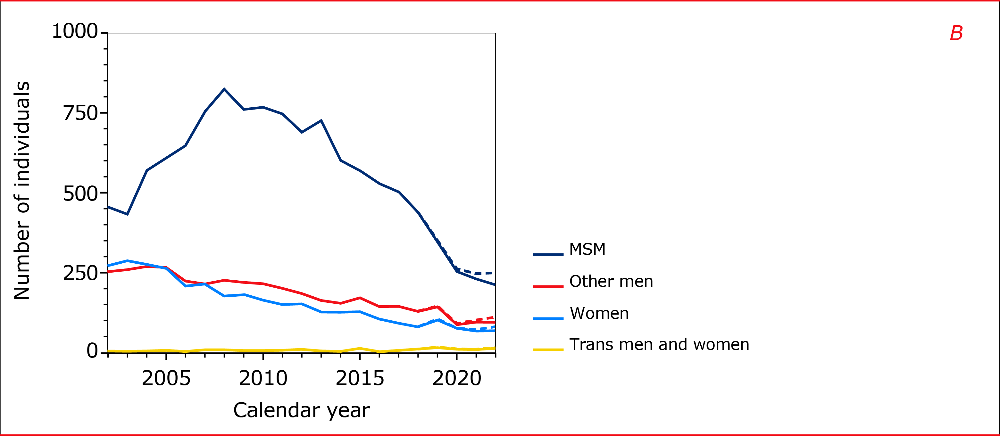 B
Number of individuals
1000
750
500
250
0
2005 2010 2015 2020
Calendar year
MSM
Other men
Women
Trans men and women